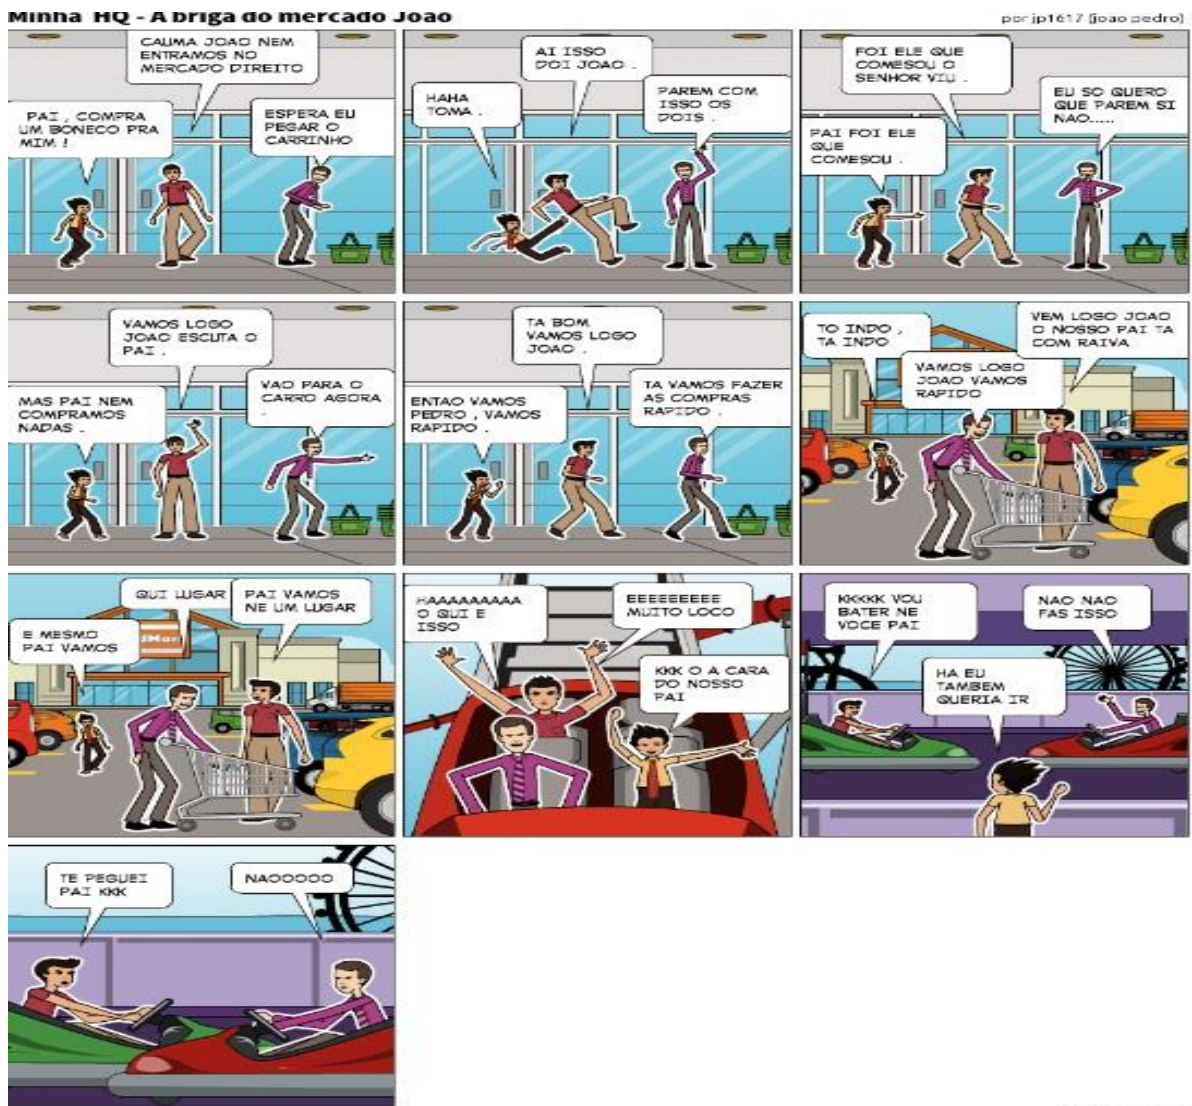 Minha HQ - A briga do mercado Joao
por jp1617 (joao pedro)
CAUMA JOAO NEM
ENTRAMOS NO
MERCADO DIREITO
PAI , COMPRA
UM BONECO PRA
MIM !
ESPERA EU
PEGAR O
CARRINHO
AI ISSO
DOI JOAO .
HAHA
TOMA .
PAREM COM
ISSO OS
DOIS .
FOI ELE QUE
COMESOU O
SENHOR VIU .
PAI FOI ELE
QUE
COMESOU .
EU SO QUERO
QUE PAREM SI
NAO.....
VAMOS LOGO
JOAO ESCUTA O
PAI .
MAS PAI NEM
COMPRAMOS
NADAS .
VAO PARA O
CARRO AGORA
.
TA BOM
VAMOS LOGO
JOAO .
ENTAO VAMOS
PEDRO , VAMOS
RAPIDO .
TA VAMOS FAZER
AS COMPRAS
RAPIDO .
TO INDO ,
TA INDO
VAMOS LOGO
JOAO VAMOS
RAPIDO
VEM LOGO JOAO
O NOSSO PAI TA
COM RAIVA
E MESMO
PAI VAMOS
QUI LUGAR
PAI VAMOS
NE UM LUGAR
HAAAAAAAAA
O QUI E
ISSO
EEEEEEEEE
MUITO LOCO
KKK O A CARA
DO NOSSO
PAI
KKKKK VOU
BATER NE
VOCE PAI
HA EU
TAMBEM
QUERIA IR
NAO NAO
FAS ISSO
TE PEGUEI
PAI KKK
NAOOOOO